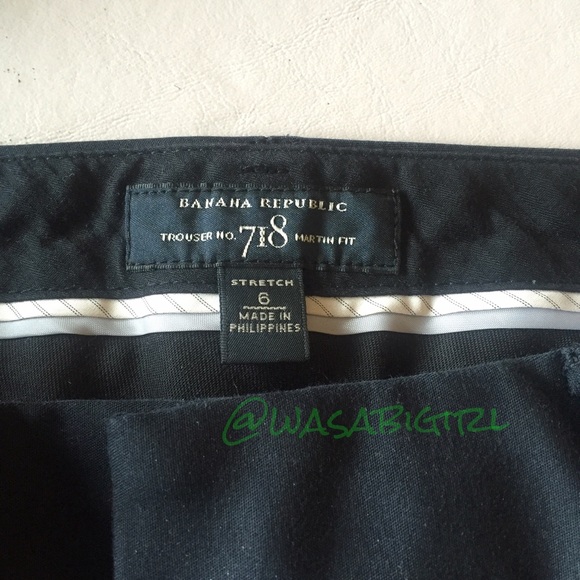 BANANA REPUBLIC
TROUSER NO. 718 MARTIN FIT
STRETCH
6
MADE IN
PHILIPPINES
@WASABIGIRL